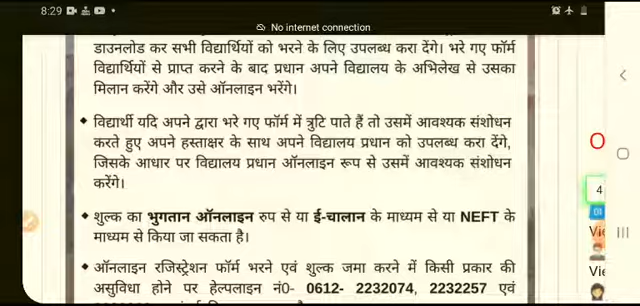 8:29
No internet connection
डाउनलोड कर सभी विद्यार्थियों को भरने के लिए उपलब्ध करा देंगे। भरे गए फॉर्म
विद्यार्थियों से प्राप्त करने के बाद प्रधान अपने विद्यालय के अभिलेख से उसका
मिलान करेंगे और उसे ऑनलाइन भरेंगे।
विद्यार्थी यदि अपने द्वारा भरे गए फॉर्म में त्रुटि पाते हैं तो उसमें आवश्यक संशोधन
करते हुए अपने हस्ताक्षर के साथ अपने विद्यालय प्रधान को उपलब्ध करा देंगे,
जिसके आधार पर विद्यालय प्रधान ऑनलाइन रूप से उसमें आवश्यक संशोधन
करेंगे।
शुल्क का भुगतान ऑनलाइन रुप से या ई-चालान के माध्यम से या NEFT के
माध्यम से किया जा सकता है।
ऑनलाइन रजिस्ट्रेशन फॉर्म भरने एवं शुल्क जमा करने में किसी प्रकार की
असुविधा होने पर हेल्पलाइन नं0- 0612- 2232074, 2232257 एवं
O
4
Vie
Vie